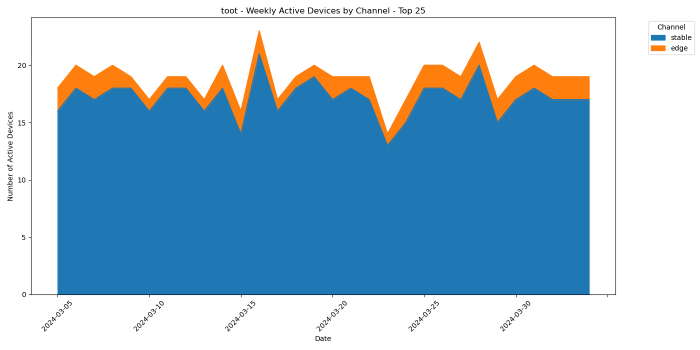 toot - Weekly Active Devices by Channel - Top 25
Number of Active Devices
20
15
10
5
0
2024-03-05
2024-03-10
2024-03-15
2024-03-20
2024-03-25
2024-03-30
Date
Channel
stable
edge